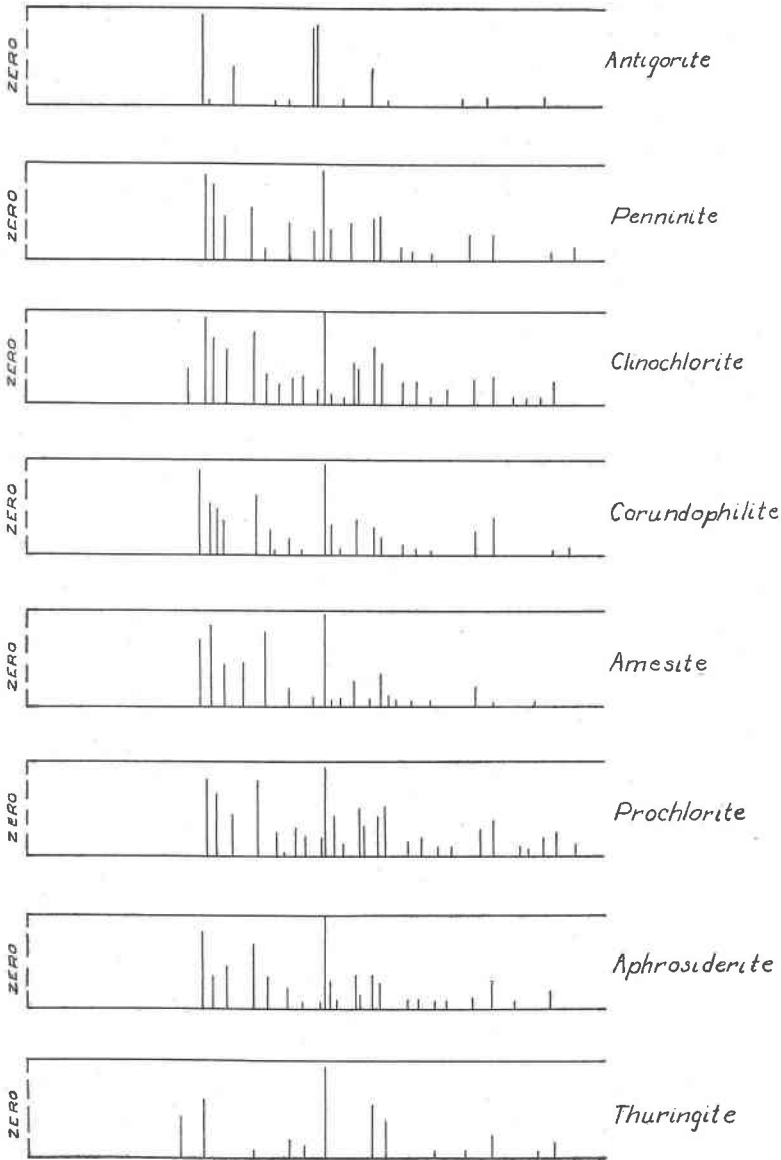 ZERO
Antigorite
ZERO
Penninite
ZERO
Clinochlorite
ZERO
Corundophilite
ZERO
Amesite
ZERO
Prochlorite
ZERO
Aphrosiderite
ZERO
Thuringite